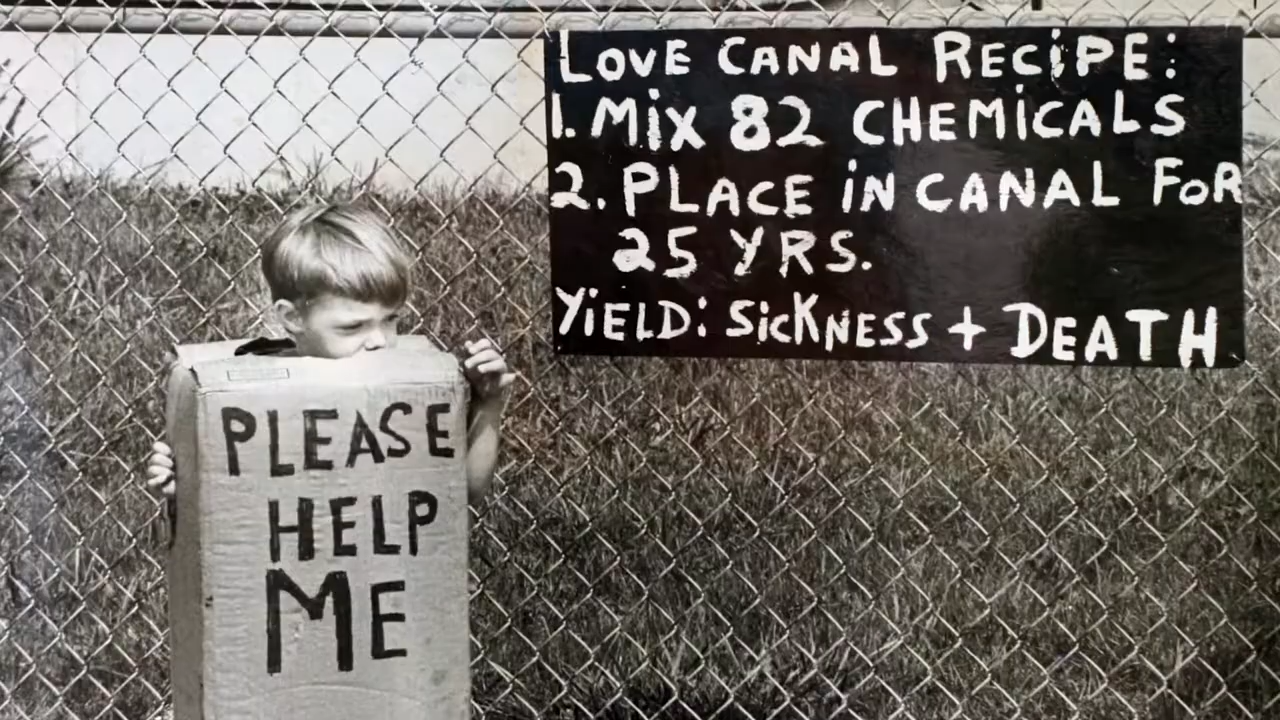 LOVE CANAL RECiPE:
1. MiX 82 CHEMiCALS
2. PLACE iN CANAL FOR
25 YRS.
YiELD: SiCKNESS + DEATH
PLEASE
HELP
ME